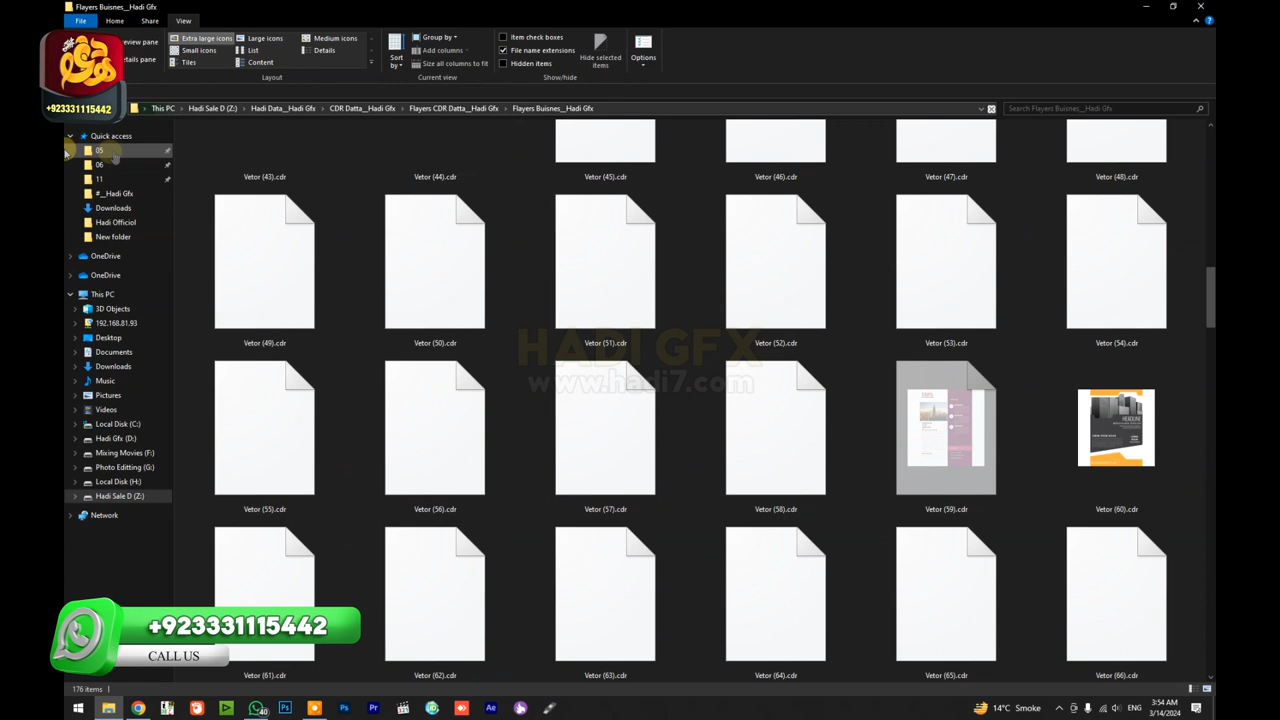 Flayers Buisnes__Hadi Gfx
File Home Share View
Extra large icons Large icons Medium icons
Small icons List Details
Tiles Content
Layout
Sort by
Group by
Add columns
Size all columns to fit
Current view
Item check boxes
File name extensions
Hidden items
Hide selected items
Show/hide
Options
review pane
etails pane
+923331115442
This PC Hadi Sale D (Z:) Hadi Data__Hadi Gfx CDR Datta__Hadi Gfx Flayers CDR Datta__Hadi Gfx Flayers Buisnes__Hadi Gfx
Search Flayers Buisnes__Hadi Gfx
Quick access
05
06
11
#__Hadi Gfx
Downloads
Hadi Officiol
New folder
OneDrive
OneDrive
This PC
3D Objects
192.168.81.93
Desktop
Documents
Downloads
Music
Pictures
Videos
Local Disk (C:)
Hadi Gfx (D:)
Mixing Movies (F:)
Photo Editting (G:)
Local Disk (H:)
Hadi Sale D (Z:)
Network
Vetor (43).cdr Vetor (44).cdr Vetor (45).cdr Vetor (46).cdr Vetor (47).cdr Vetor (48).cdr
Vetor (49).cdr Vetor (50).cdr Vetor (51).cdr Vetor (52).cdr Vetor (53).cdr Vetor (54).cdr
HADI GFX
www.hadi7.com
HEADLINE
Vetor (55).cdr Vetor (56).cdr Vetor (57).cdr Vetor (58).cdr Vetor (59).cdr Vetor (60).cdr
Vetor (61).cdr Vetor (62).cdr Vetor (63).cdr Vetor (64).cdr Vetor (65).cdr Vetor (66).cdr
+923331115442
CALL US
176 items
40
Ps Ps Pr Ae
14°C Smoke
ENG
3:54 AM
3/14/2024